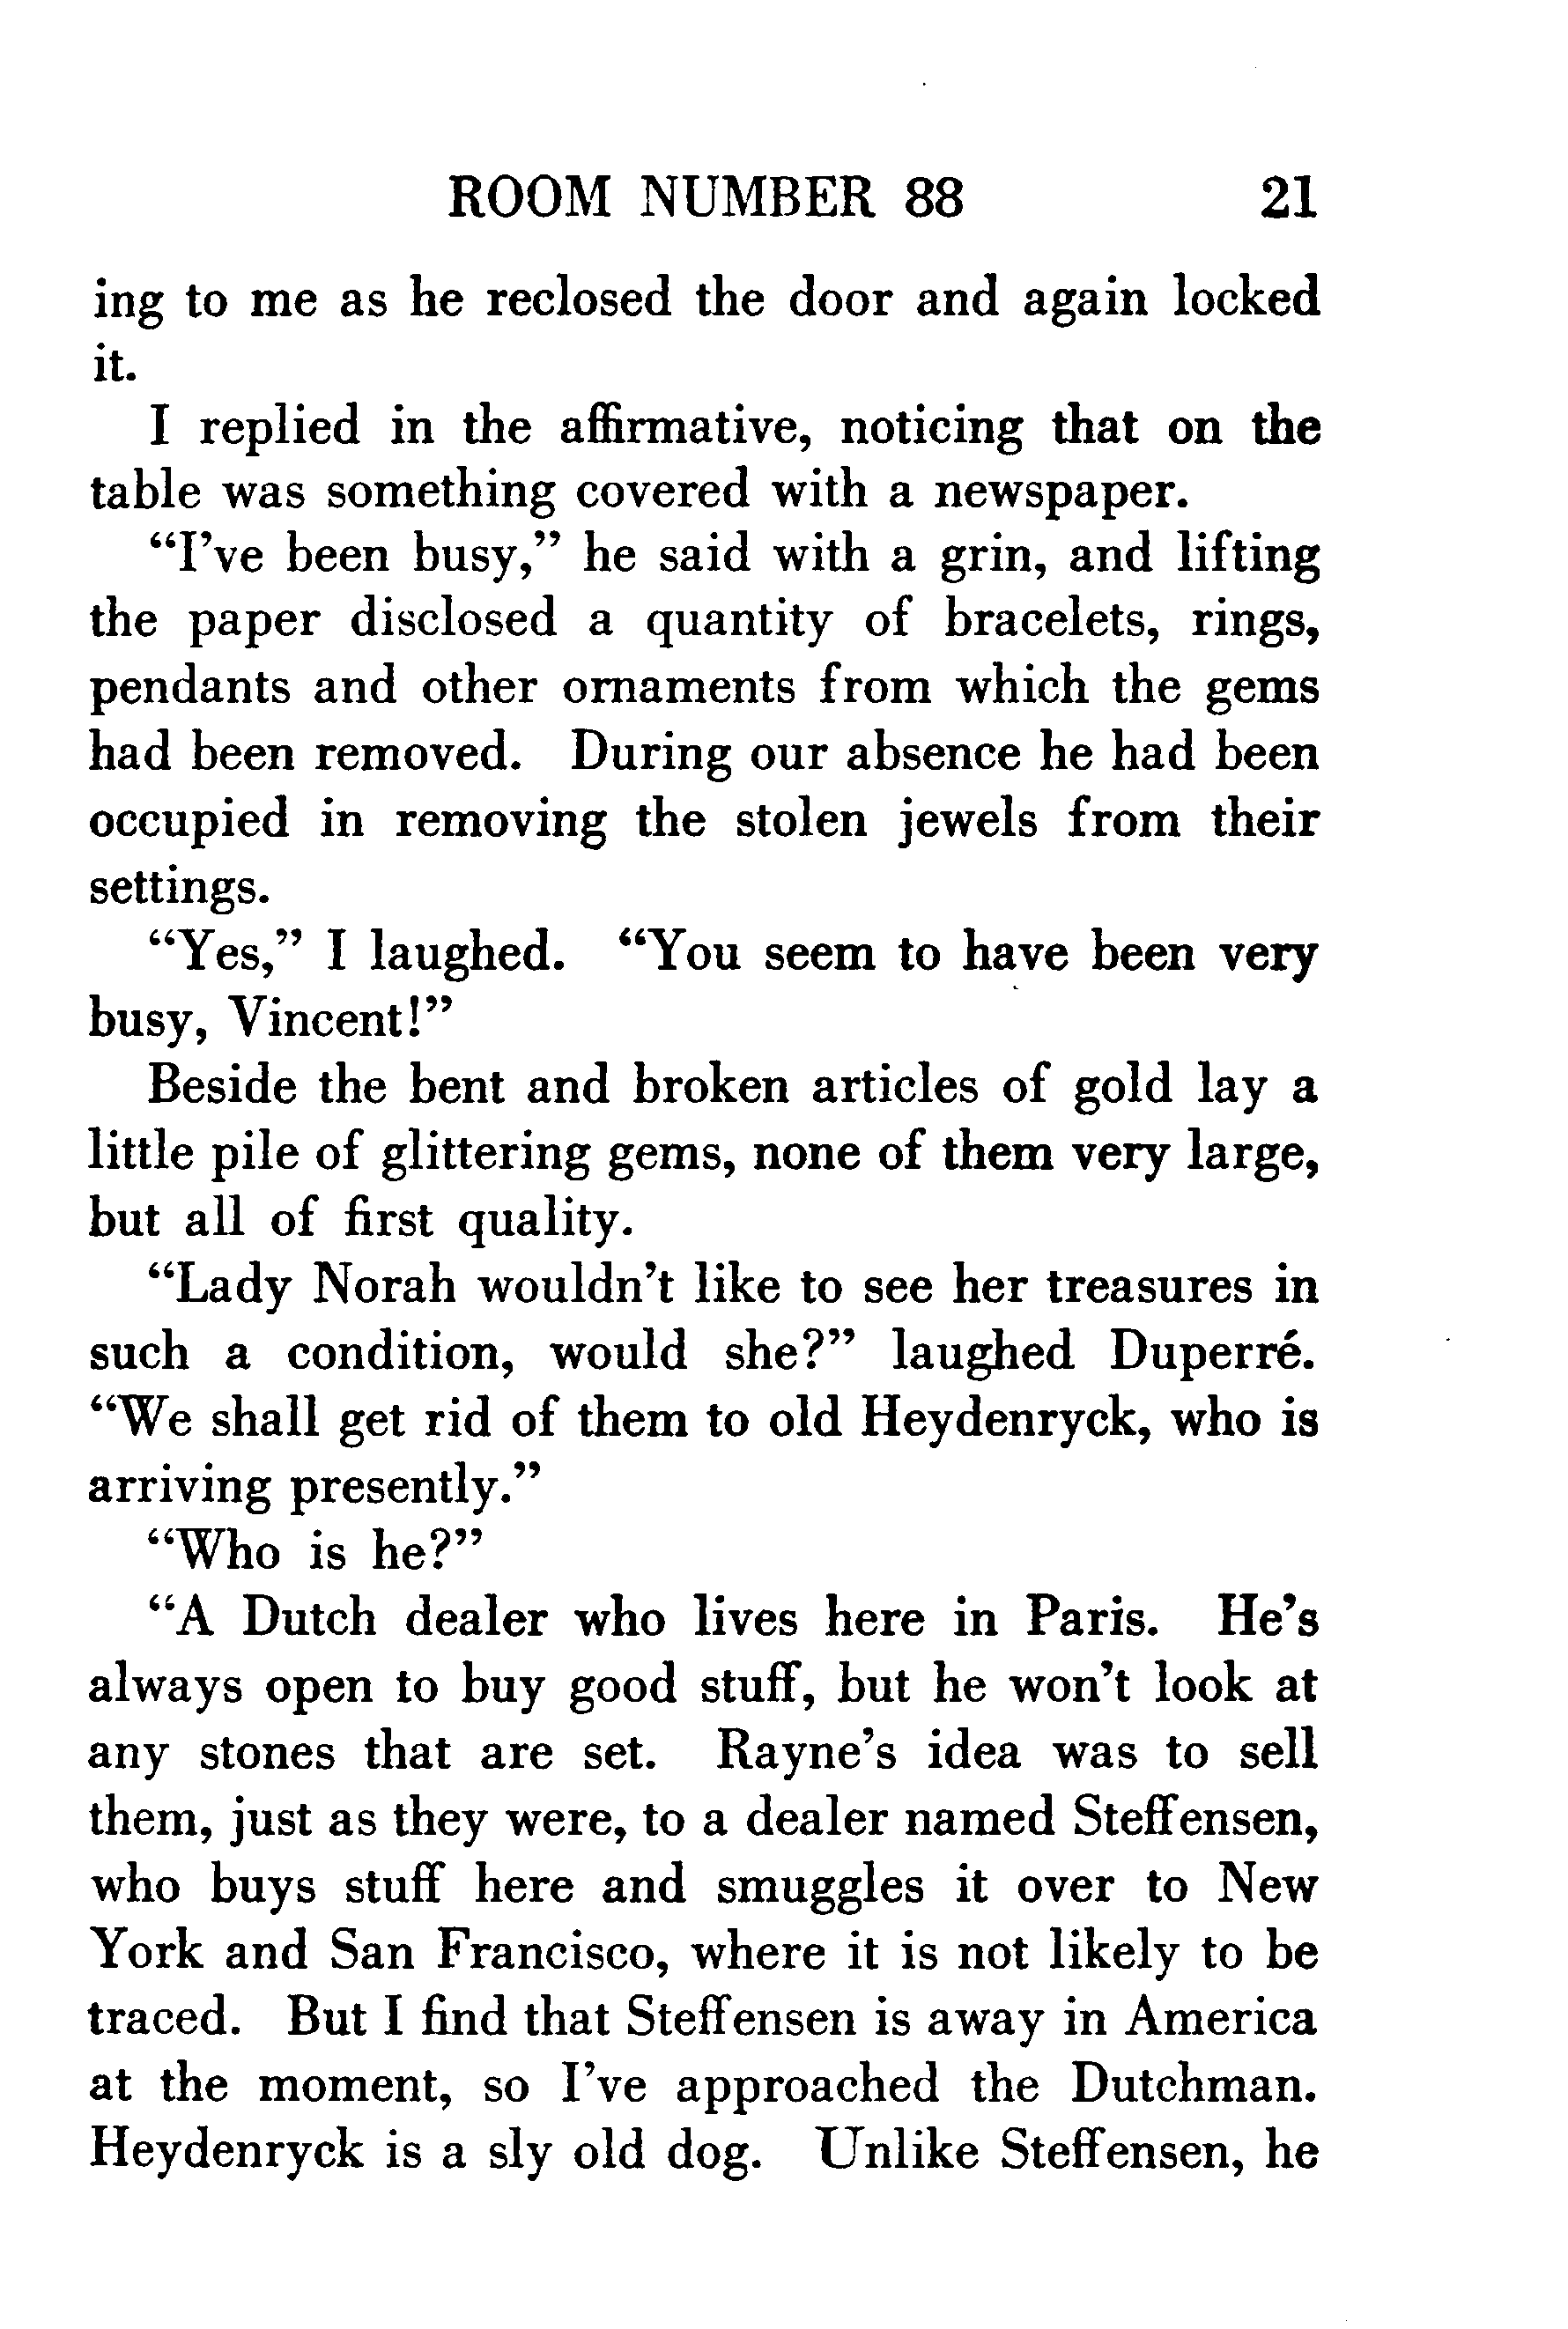 ROOM NUMBER 88 21
ing to me as he reclosed the door and again locked
it.
I replied in the affirmative, noticing that on the
table was something covered with a newspaper.
“I’ve been busy,” he said with a grin, and lifting
the paper disclosed a quantity of bracelets, rings,
pendants and other ornaments from which the gems
had been removed. During our absence he had been
occupied in removing the stolen jewels from their
settings.
“Yes,” I laughed. “You seem to have been very
busy, Vincent!”
Beside the bent and broken articles of gold lay a
little pile of glittering gems, none of them very large,
but all of first quality.
“Lady Norah wouldn’t like to see her treasures in
such a condition, would she?” laughed Duperré.
“We shall get rid of them to old Heydenryck, who is
arriving presently.”
“Who is he?”
“A Dutch dealer who lives here in Paris. He’s
always open to buy good stuff, but he won’t look at
any stones that are set. Rayne’s idea was to sell
them, just as they were, to a dealer named Steffensen,
who buys stuff here and smuggles it over to New
York and San Francisco, where it is not likely to be
traced. But I find that Steffensen is away in America
at the moment, so I’ve approached the Dutchman.
Heydenryck is a sly old dog. Unlike Steffensen, he